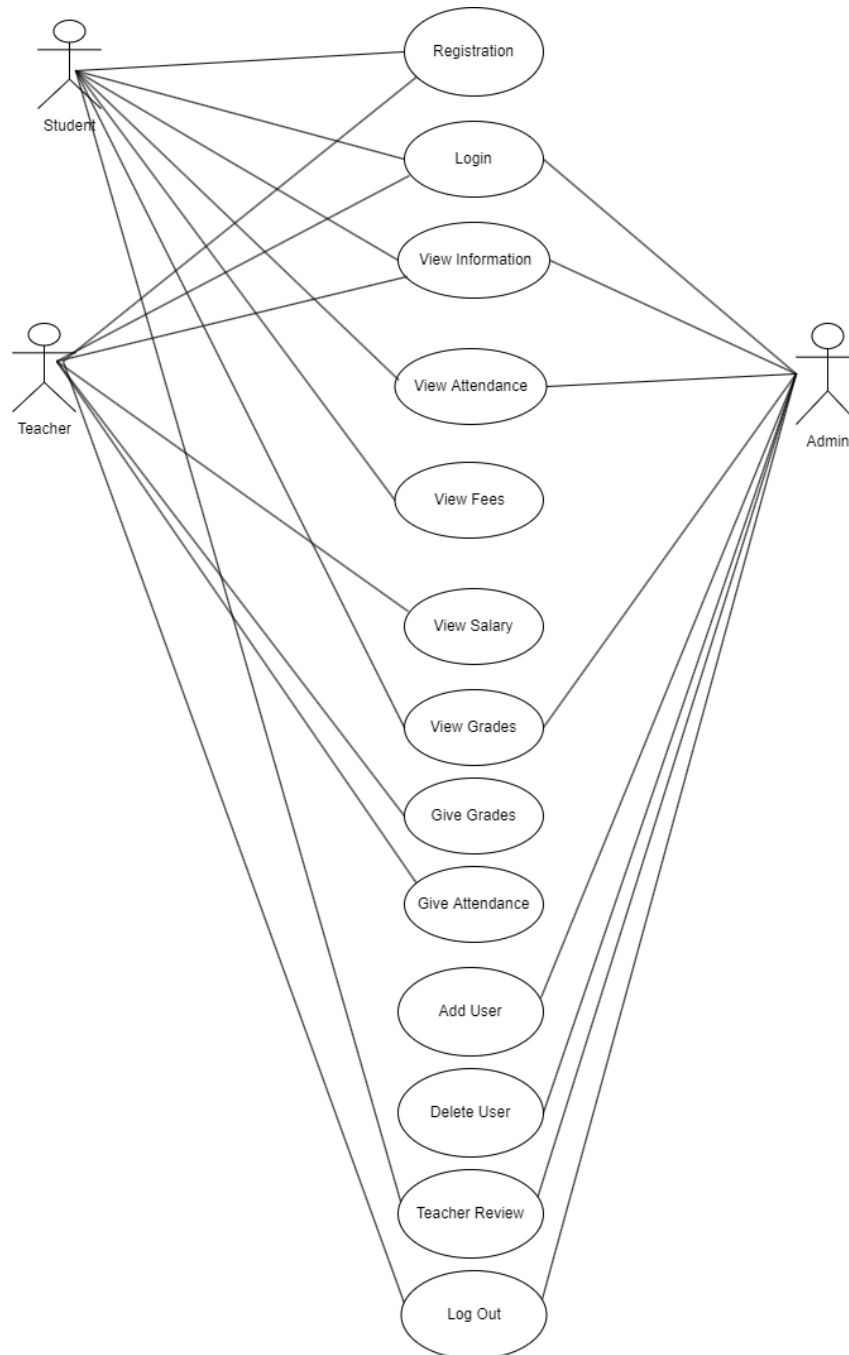 Registration
Student
Login
View Information
Teacher
View Attendance
Admin
View Fees
View Salary
View Grades
Give Grades
Give Attendance
Add User
Delete User
Teacher Review
Log Out